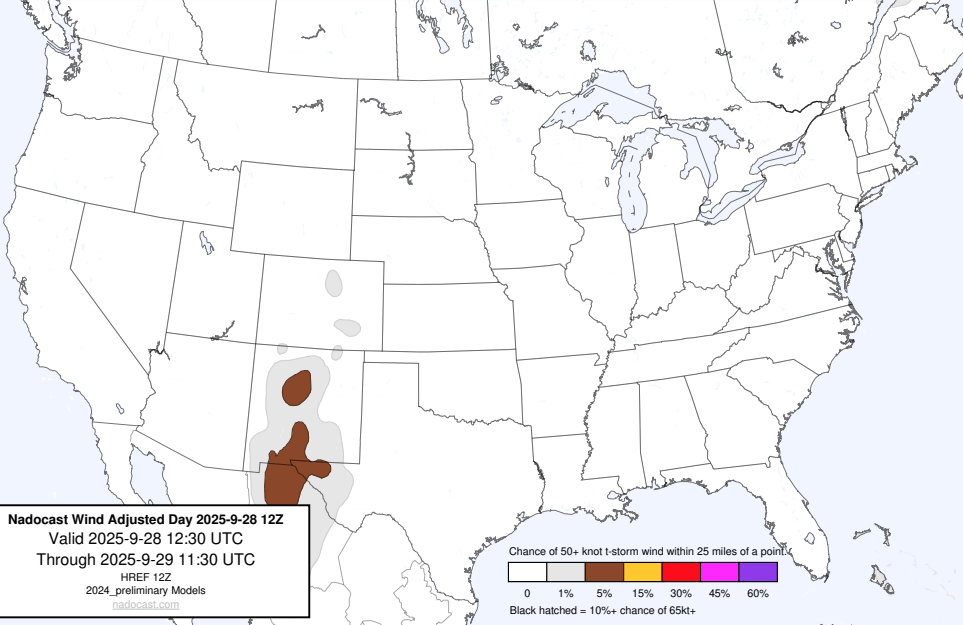 Nadocast Wind Adjusted Day 2025-9-28 12Z
Valid 2025-9-28 12:30 UTC
Through 2025-9-29 11:30 UTC
HREF 12Z
2024_preliminary Models
nadocast.com
Chance of 50+ knot t-storm wind within 25 miles of a point.
0 1% 5% 15% 30% 45% 60%
Black hatched = 10%+ chance of 65kt+